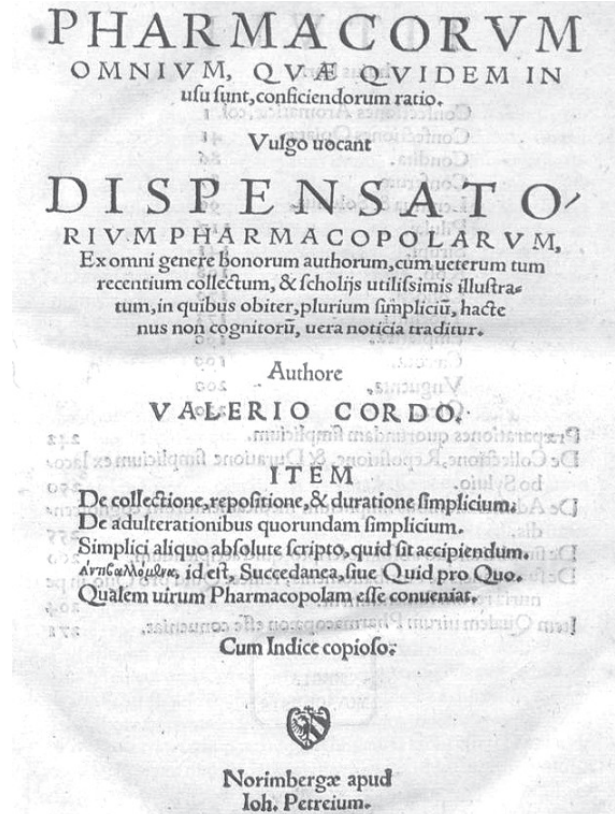 PHARMACORVM
OMNIVM, QVÆ QVIDEM IN
uſu ſunt, conficiendorum ratio.
Vulgo uocant
DISPENSATO-
RIVM PHARMACOPOLARVM,
Ex omni genere bonorum authorum, cum ueterum tum
recentium collectum, & ſcholijs utiliſsimis illuſtra-
tum, in quibus obiter, plurium ſimpliciū, hacte
nus non cognitorū, uera noticia traditur.
Authore
VALERIO CORDO.
ITEM
De collectione, repoſitione, & duratione ſimplicium.
De adulterationibus quorundam ſimplicium.
Simplici aliquo abſolute ſcripto, quid ſit accipiendum.
Αντιβαλλομενα, id eſt, Succedanea, ſiue Quid pro Quo.
Qualem uirum Pharmacopolam eſſe conueniat.
Cum Indice copioſo.
Norimbergæ apud
Ioh. Petreium.